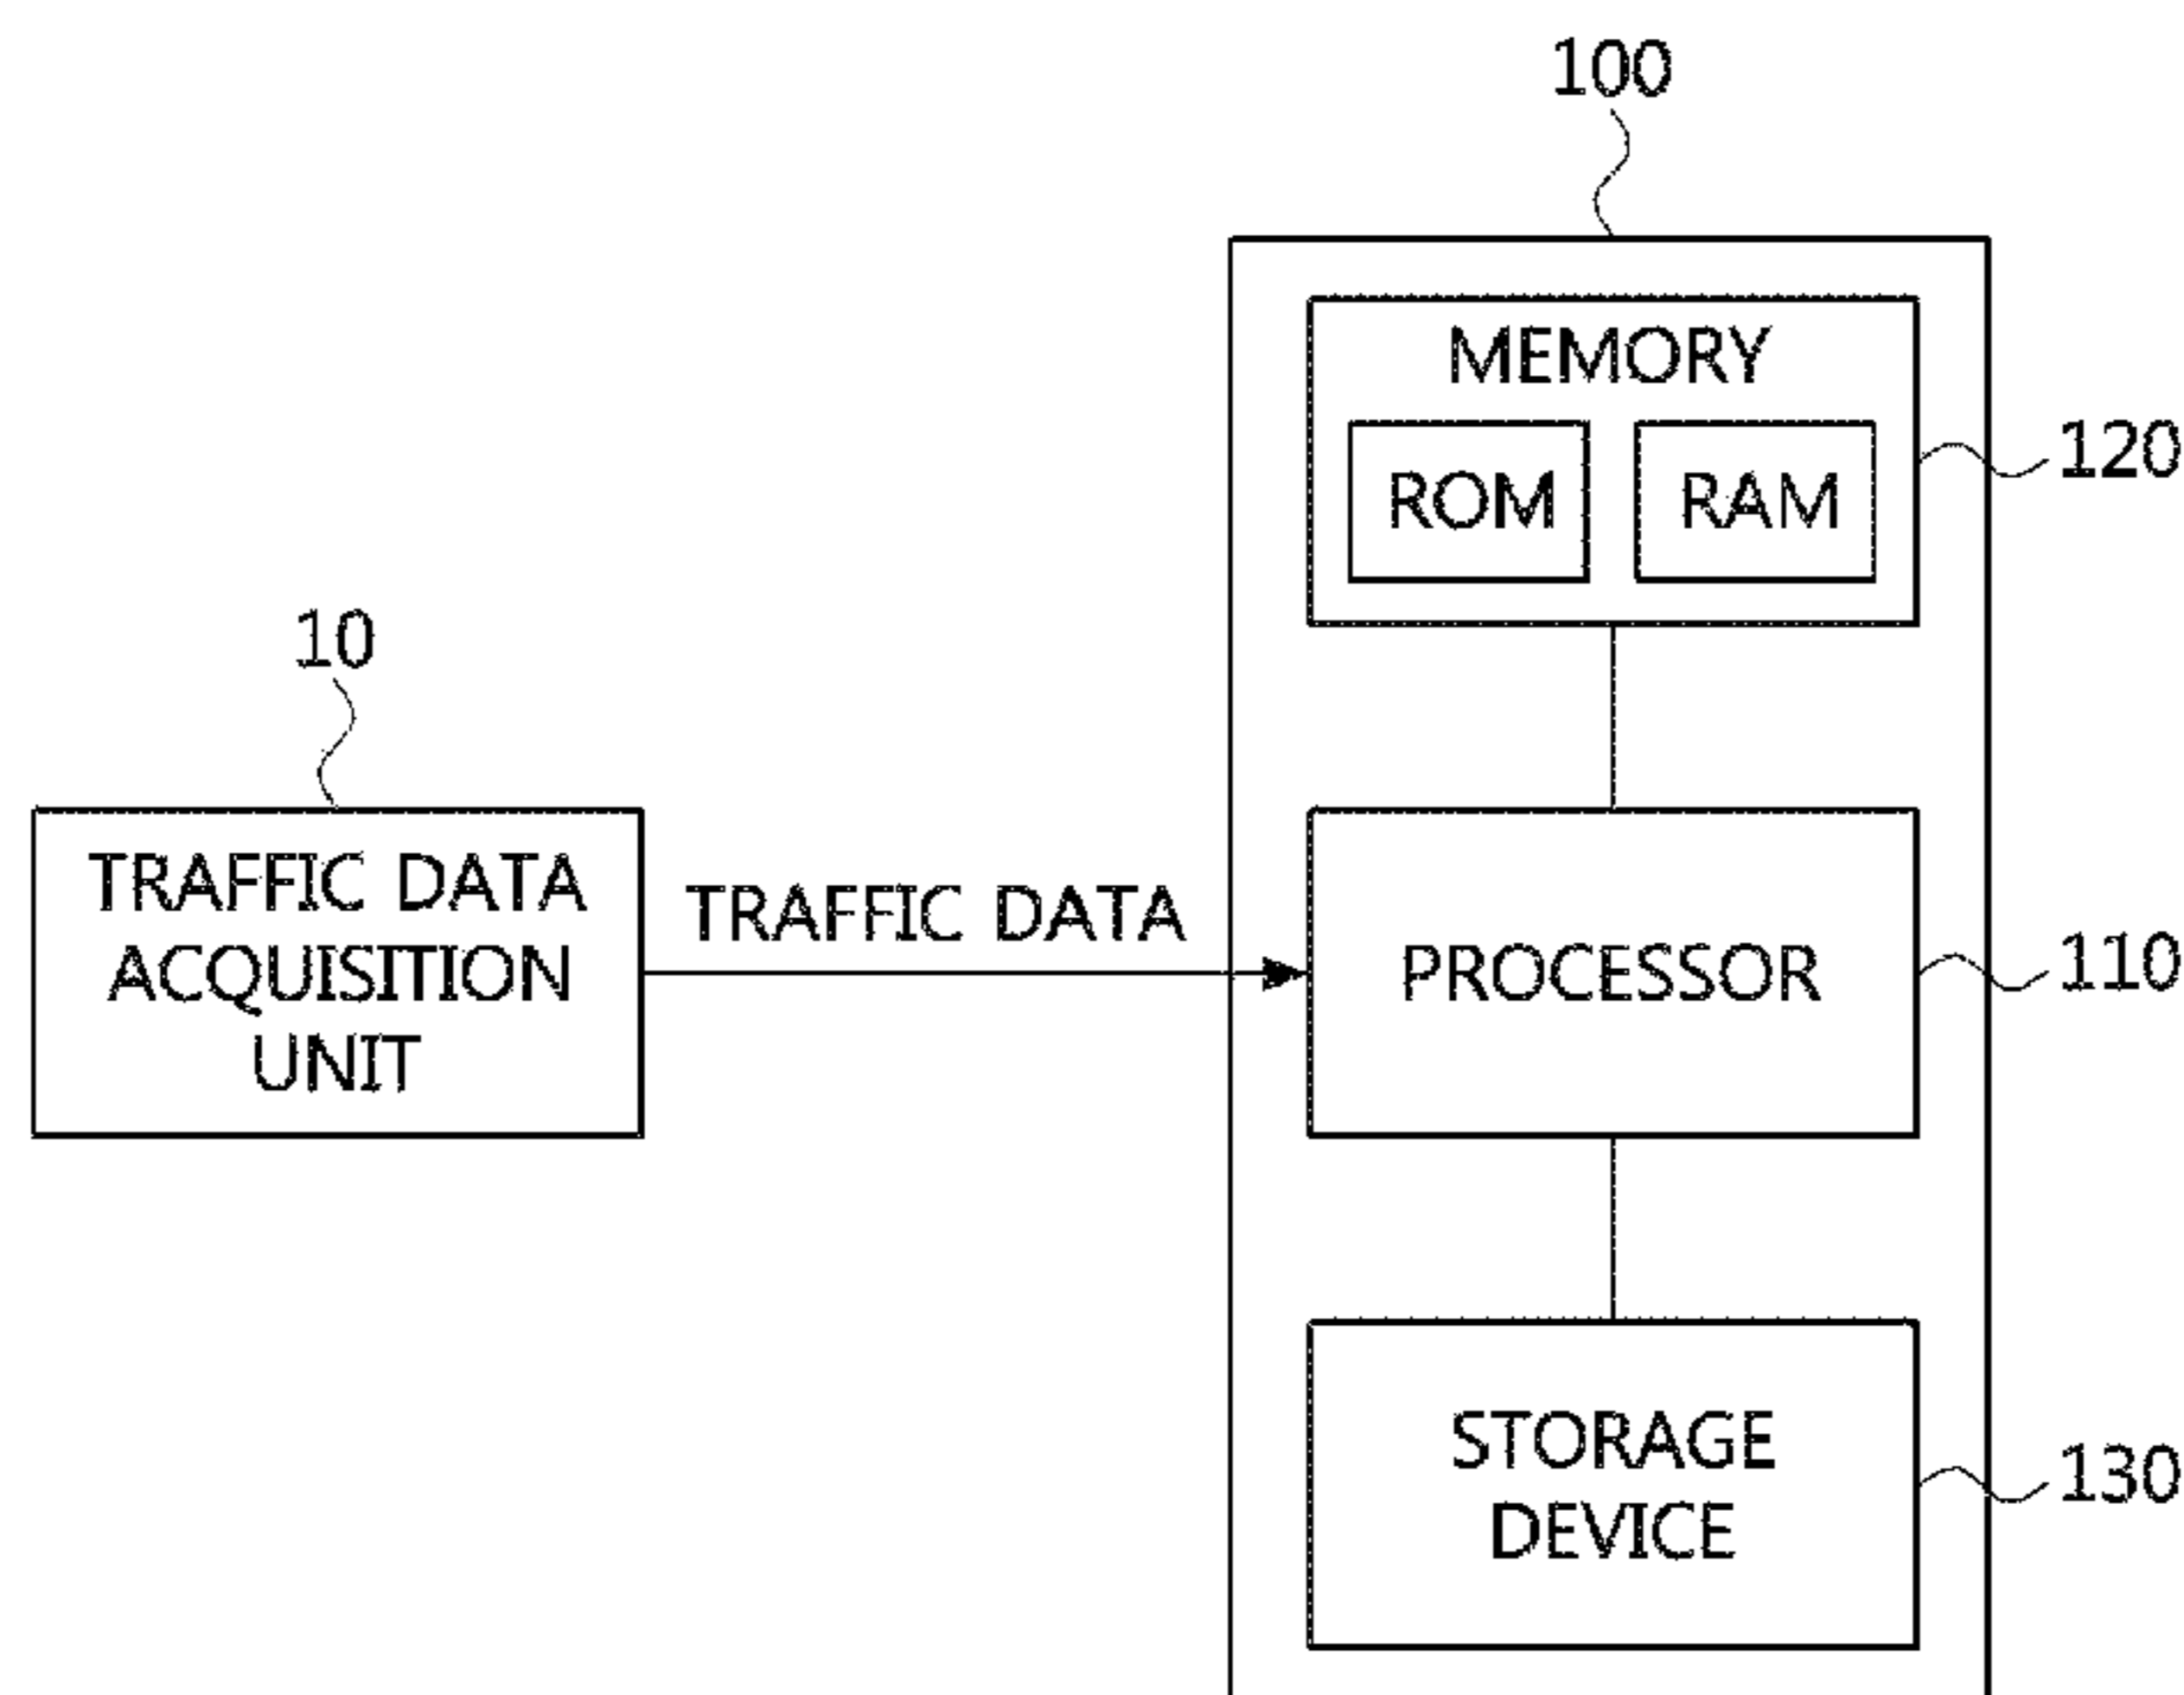 100
MEMORY
ROM
RAM
120
10
TRAFFIC DATA
ACQUISITION
UNIT
TRAFFIC DATA
PROCESSOR
110
STORAGE
DEVICE
130